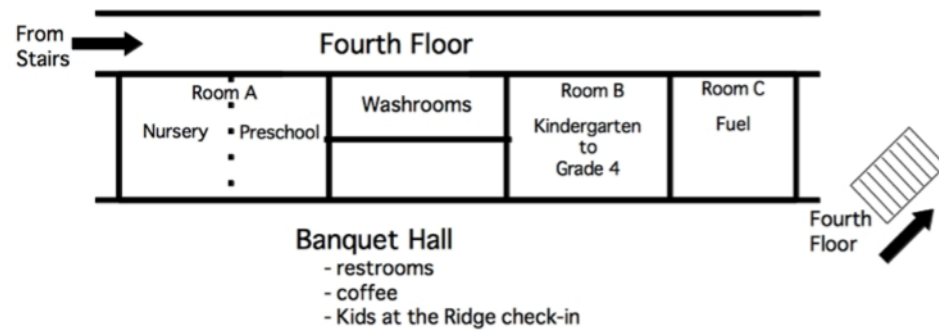 From
Stairs
Fourth Floor
Room A
Nursery
Preschool
Washrooms
Room B
Kindergarten
to
Grade 4
Room C
Fuel
Fourth
Floor
Banquet Hall
- restrooms
- coffee
- Kids at the Ridge check-in